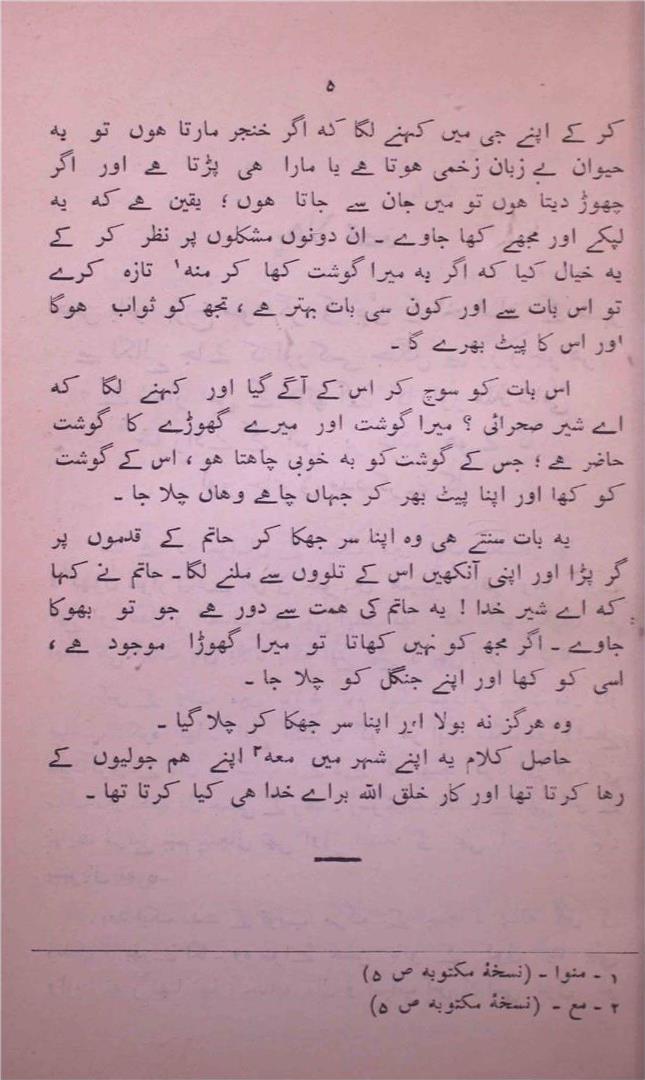 ۵
کر کے اپنے جی میں کہنے لگا کہ اگر خنجر مارتا ہوں تو یہ
حیوان بے زبان زخمی ہوتا ہے یا مارا ہی پڑتا ہے اور اگر
چھوڑ دیتا ہوں تو میں جان سے جاتا ہوں ؛ یقین ہے کہ یہ
لپکے اور مجھے کھا جاوے ۔ ان دونوں مشکلوں پر نظر کر کے
یہ خیال کیا کہ اگر یہ میرا گوشت کھا کر منہ۱ تازہ کرے
تو اس بات سے اور کون سی بات بہتر ہے ، تجھ کو ثواب ہوگا
اور اس کا پیٹ بھرے گا ۔
اس بات کو سوچ کر اس کے آگے گیا اور کہنے لگا کہ
اے شیر صحرائی ؟ میرا گوشت اور میرے گھوڑے کا گوشت
حاضر ہے ؛ جس کے گوشت کو بہ خوبی چاہتا ہو ، اس کے گوشت
کو کھا اور اپنا پیٹ بھر کر جہاں چاہے وہاں چلا جا ۔
یہ بات سنتے ہی وہ اپنا سر جھکا کر حاتم کے قدموں پر
گر پڑا اور اپنی آنکھیں اس کے تلووں سے ملنے لگا ۔ حاتم نے کہا
کہ اے شیر خدا ! یہ حاتم کی ہمت سے دور ہے جو تو بھوکا
جاوے ۔ اگر مجھ کو نہیں کھاتا تو میرا گھوڑا موجود ہے ،
اسی کو کھا اور اپنے جنگل کو چلا جا ۔
وہ ہرگز نہ بولا اور اپنا سر جھکا کر چلا گیا ۔
حاصل کلام یہ اپنے شہر میں معہ۲ اپنے ہم جولیوں کے
رہا کرتا تھا اور کار خلق اللہ براے خدا ہی کیا کرتا تھا ۔
۱ ۔ منوا ۔ (نسخۂ مکتوبہ ص ۵)
۲ ۔ مع ۔ (نسخۂ مکتوبہ ص ۵)